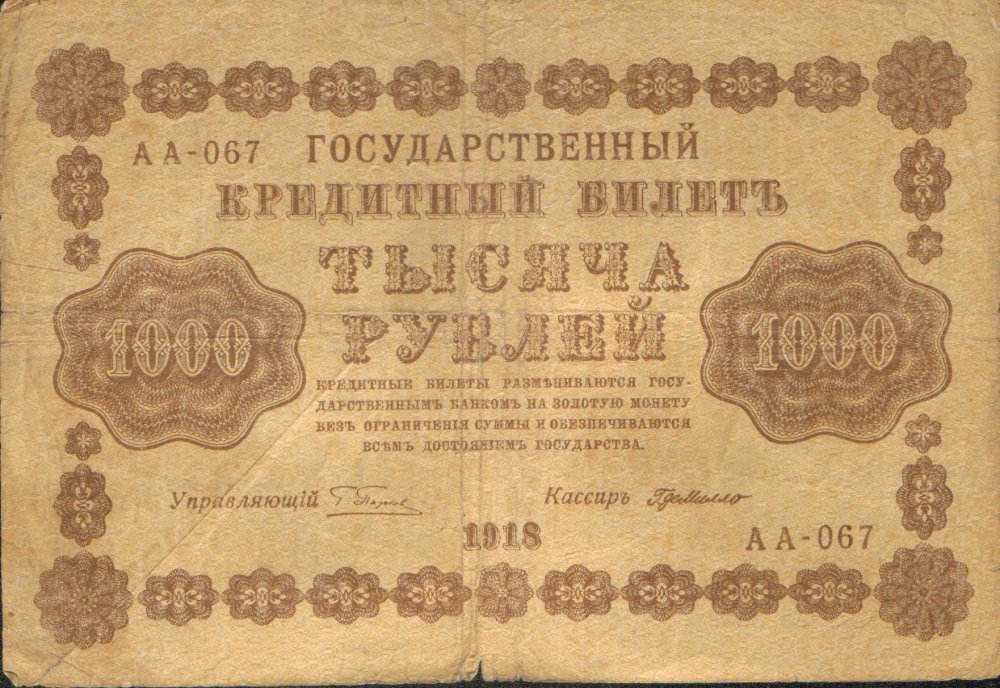 АА-067 ГОСУДАРСТВЕННЫЙ
КРЕДИТНЫЙ БИЛЕТЪ
ТЫСЯЧА
РУБЛЕЙ
1000 1000
КРЕДИТНЫЕ БИЛЕТЫ РАЗМѢНИВАЮТСЯ ГОСУ-
ДАРСТВЕННЫМЪ БАНКОМЪ НА ЗОЛОТУЮ МОНЕТУ
БЕЗЪ ОГРАНИЧЕНІЯ СУММЫ И ОБЕЗПЕЧИВАЮТСЯ
ВСѢМЪ ДОСТОЯНІЕМЪ ГОСУДАРСТВА.
Управляющій Кассиръ
1918 АА-067